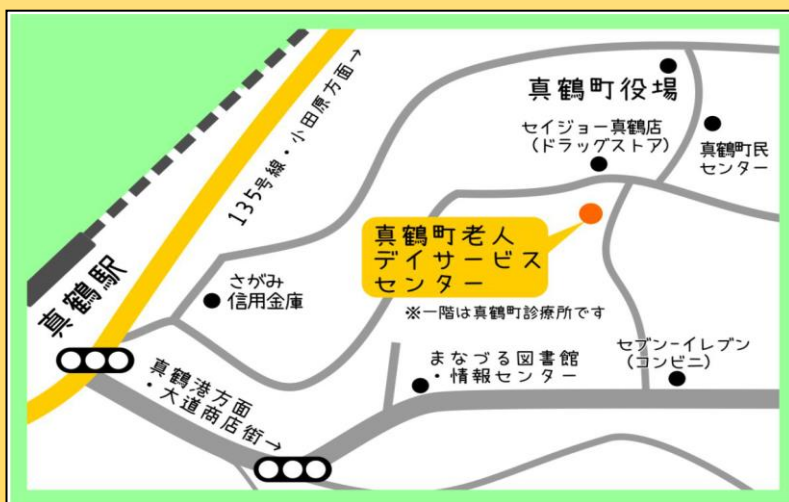 135号線・小田原方面→
真鶴町役場
セイジョー真鶴店
（ドラッグストア）
真鶴町民
センター
真鶴町老人
デイサービス
センター
※一階は真鶴町診療所です
さがみ
信用金庫
真鶴駅
まなづる図書館
・情報センター
セブン-イレブン
（コンビニ）
真鶴港方面
・大道商店街→